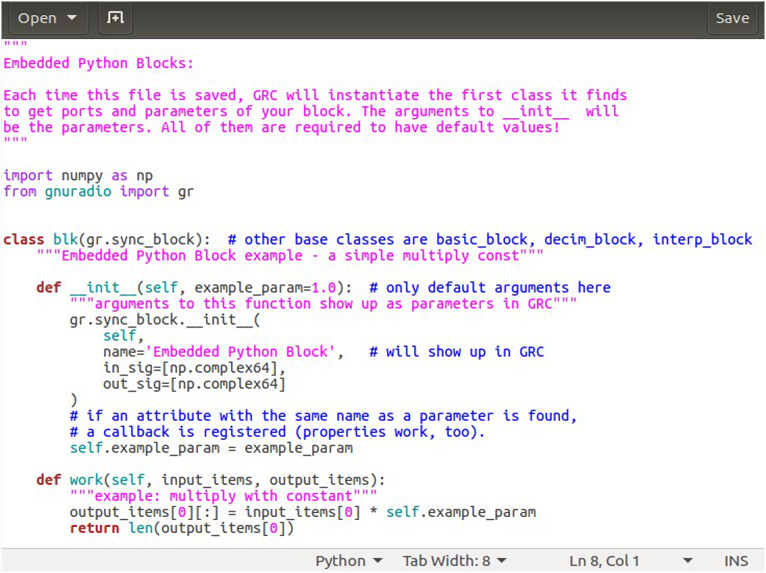 Open
Save
"""
Embedded Python Blocks:
Each time this file is saved, GRC will instantiate the first class it finds
to get ports and parameters of your block. The arguments to __init__  will
be the parameters. All of them are required to have default values!
"""
import numpy as np
from gnuradio import gr
class blk(gr.sync_block):  # other base classes are basic_block, decim_block, interp_block
    """Embedded Python Block example - a simple multiply const"""
    def __init__(self, example_param=1.0):  # only default arguments here
        """arguments to this function show up as parameters in GRC"""
        gr.sync_block.__init__(
            self,
            name='Embedded Python Block',   # will show up in GRC
            in_sig=[np.complex64],
            out_sig=[np.complex64]
        )
        # if an attribute with the same name as a parameter is found,
        # a callback is registered (properties work, too).
        self.example_param = example_param
    def work(self, input_items, output_items):
        """example: multiply with constant"""
        output_items[0][:] = input_items[0] * self.example_param
        return len(output_items[0])
Python Tab Width: 8 Ln 8, Col 1 INS